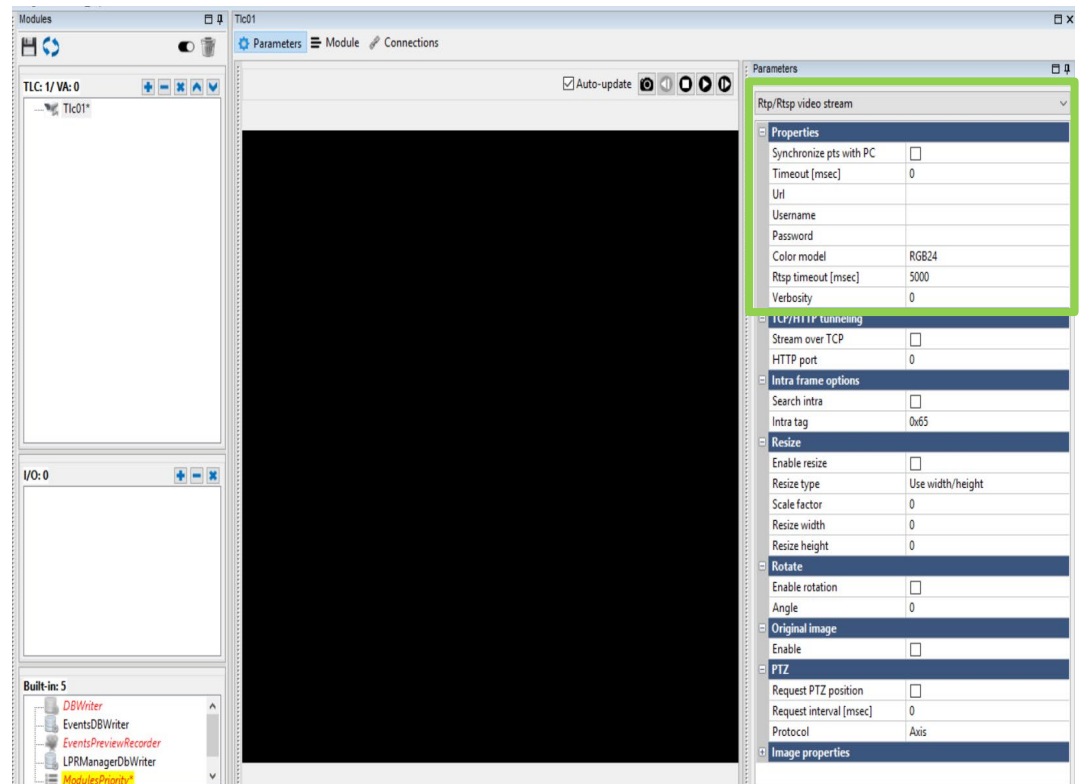 Modules
Tlc01
Parameters Module Connections
TLC: 1/ VA: 0
Tlc01*
Auto-update
I/O: 0
Built-in: 5
DBWriter
EventsDBWriter
EventsPreviewRecorder
LPRManagerDbWriter
ModulesPriority*
Parameters
Rtp/Rtsp video stream
Properties
Synchronize pts with PC
Timeout [msec] 0
Url
Username
Password
Color model RGB24
Rtsp timeout [msec] 5000
Verbosity 0
TCP/HTTP tunneling
Stream over TCP
HTTP port 0
Intra frame options
Search intra
Intra tag 0x65
Resize
Enable resize
Resize type Use width/height
Scale factor 0
Resize width 0
Resize height 0
Rotate
Enable rotation
Angle 0
Original image
Enable
PTZ
Request PTZ position
Request interval [msec] 0
Protocol Axis
Image properties